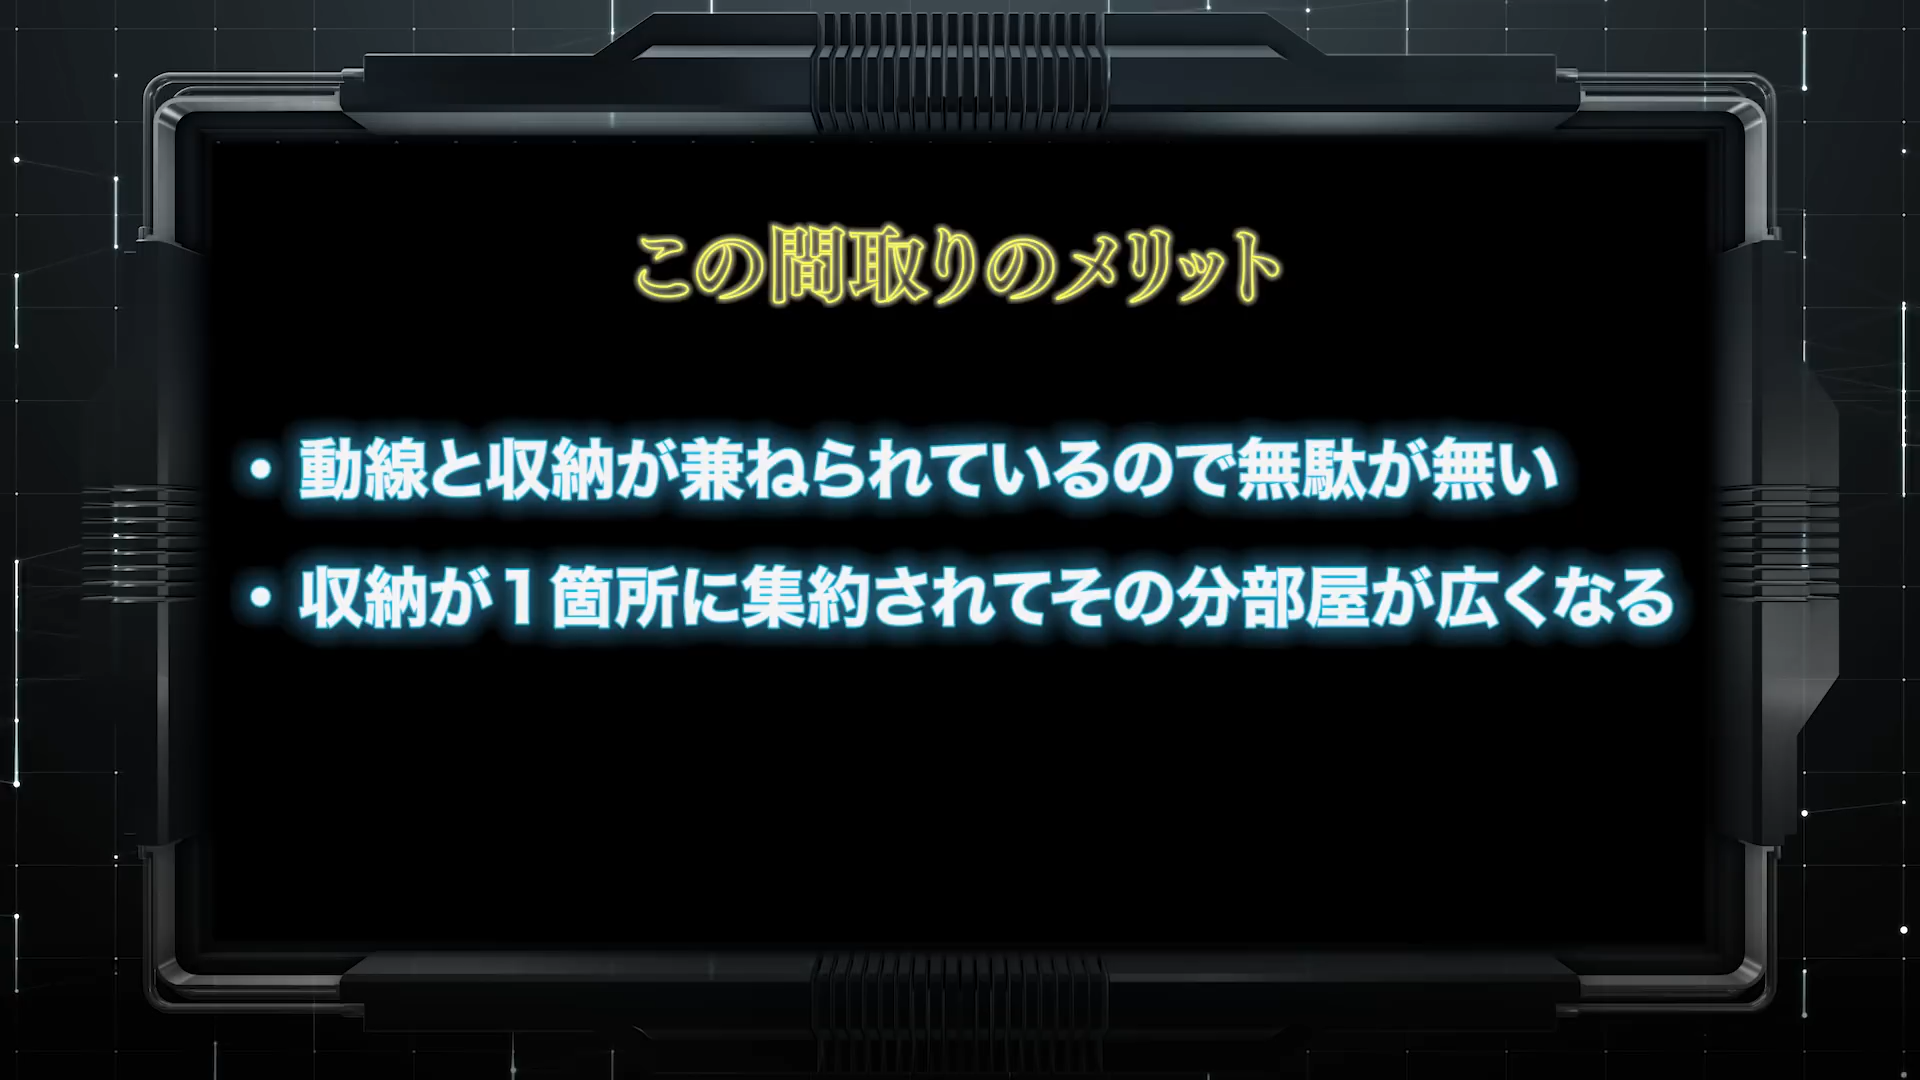 この間取りのメリット
・動線と収納が兼ねられているので無駄が無い
・収納が１箇所に集約されてその分部屋が広くなる